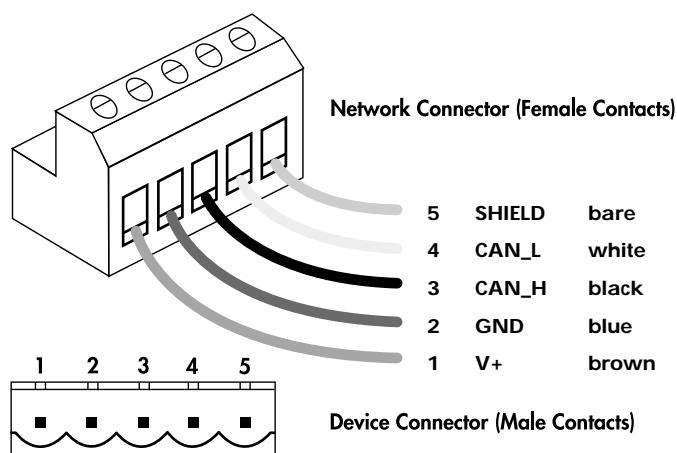 Network Connector (Female Contacts)
5 SHIELD bare
4 CAN_L white
3 CAN_H black
2 GND blue
1 V+ brown
1 2 3 4 5
Device Connector (Male Contacts)